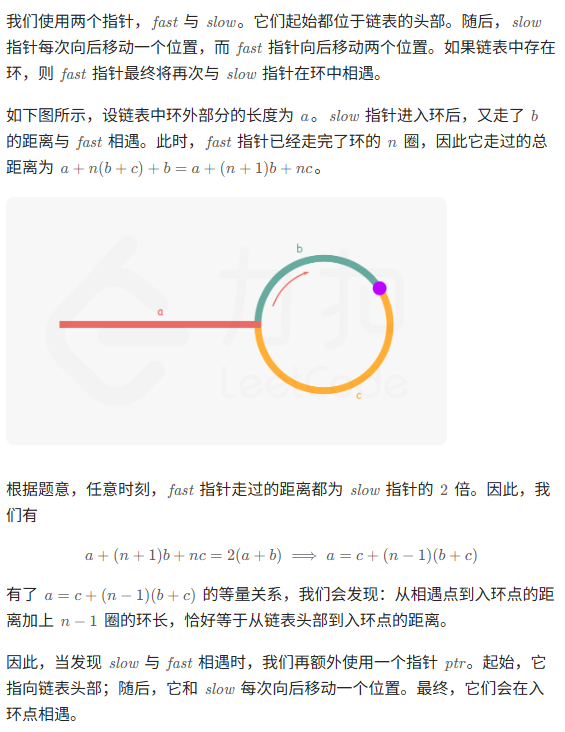 我们使用两个指针，fast 与 slow。它们起始都位于链表的头部。随后，slow
指针每次向后移动一个位置，而 fast 指针向后移动两个位置。如果链表中存在
环，则 fast 指针最终将再次与 slow 指针在环中相遇。
如下图所示，设链表中环外部分的长度为 a。slow 指针进入环后，又走了 b
的距离与 fast 相遇。此时，fast 指针已经走完了环的 n 圈，因此它走过的总
距离为 a + n(b + c) + b = a + (n + 1)b + nc。
b
a
力扣
LeetCode
c
根据题意，任意时刻，fast 指针走过的距离都为 slow 指针的 2 倍。因此，我
们有
a + (n + 1)b + nc = 2(a + b) ⟹ a = c + (n − 1)(b + c)
有了 a = c + (n − 1)(b + c) 的等量关系，我们会发现：从相遇点到入环点的距
离加上 n − 1 圈的环长，恰好等于从链表头部到入环点的距离。
因此，当发现 slow 与 fast 相遇时，我们再额外使用一个指针 ptr。起始，它
指向链表头部；随后，它和 slow 每次向后移动一个位置。最终，它们会在入
环点相遇。